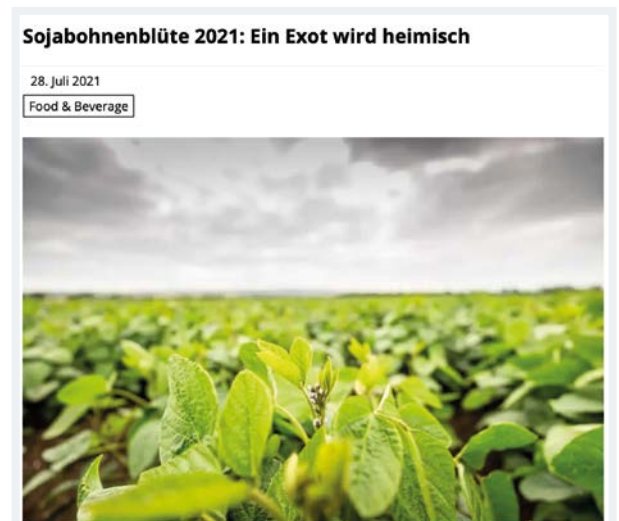 Sojabohnenblüte 2021: Ein Exot wird heimisch
28. Juli 2021
Food & Beverage